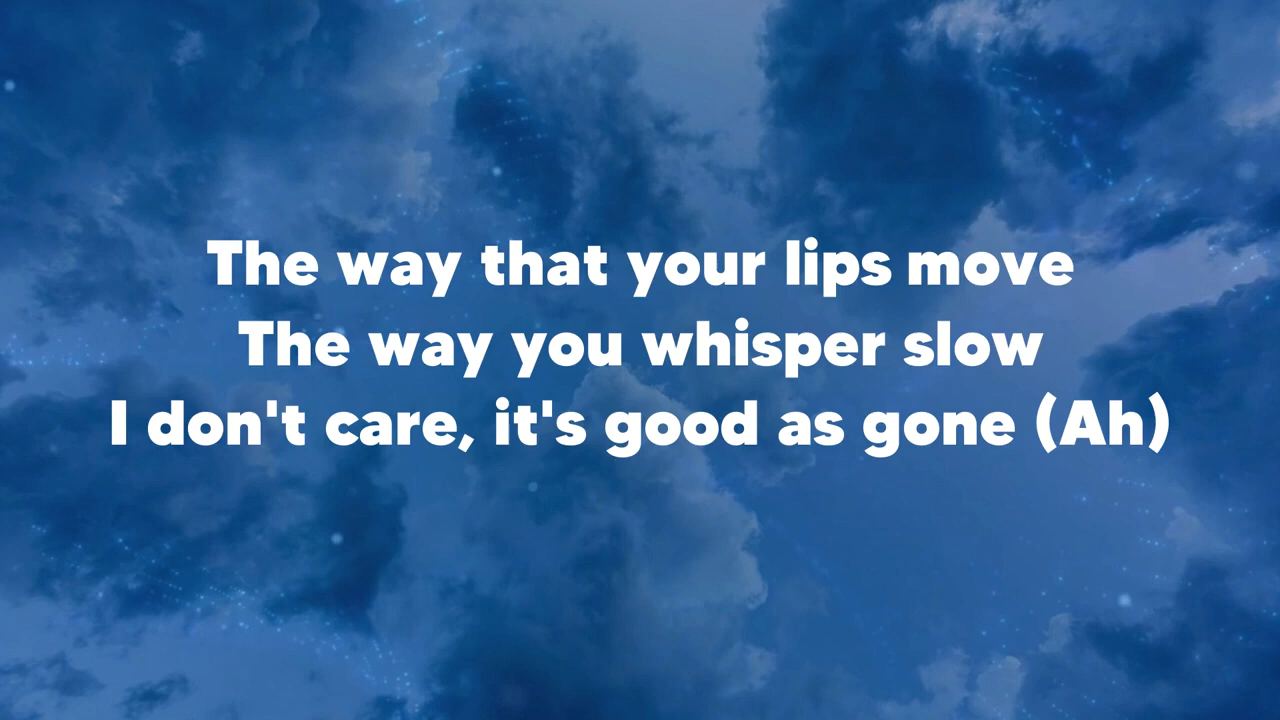 The way that your lips move
The way you whisper slow
I don't care, it's good as gone (Ah)